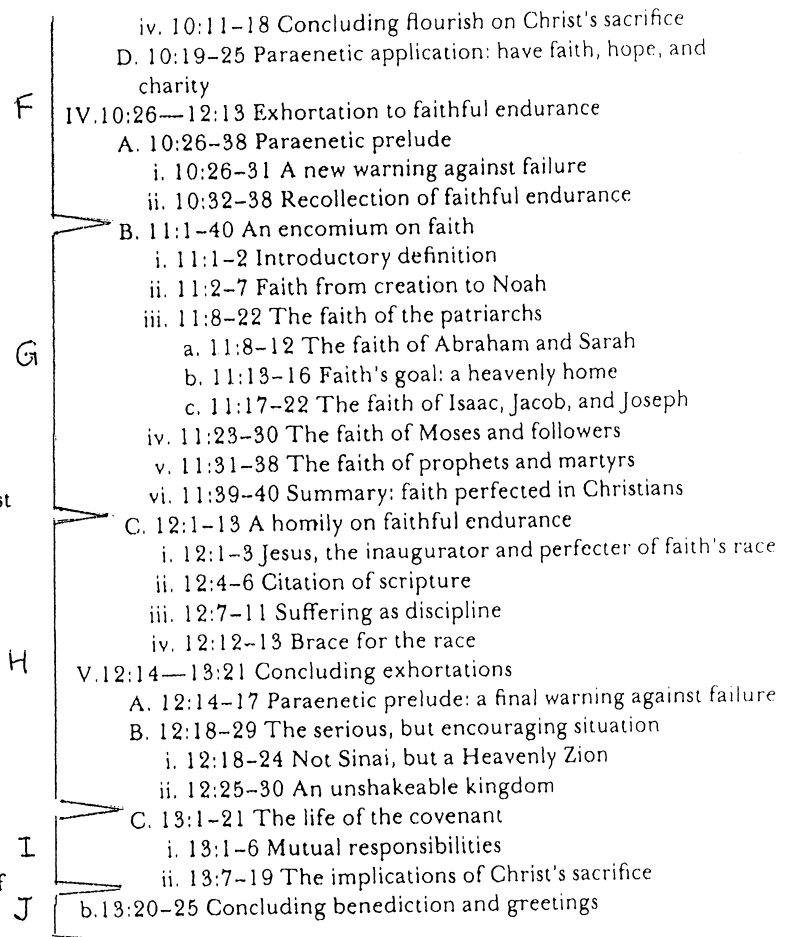 iv. 10:11–18 Concluding flourish on Christ's sacrifice
D. 10:19–25 Paraenetic application: have faith, hope, and
charity
F
IV.10:26—12:13 Exhortation to faithful endurance
A. 10:26–38 Paraenetic prelude
i. 10:26–31 A new warning against failure
ii. 10:32–38 Recollection of faithful endurance
B. 11:1–40 An encomium on faith
i. 11:1–2 Introductory definition
ii. 11:2–7 Faith from creation to Noah
iii. 11:8–22 The faith of the patriarchs
G
a. 11:8–12 The faith of Abraham and Sarah
b. 11:13–16 Faith's goal: a heavenly home
c. 11:17–22 The faith of Isaac, Jacob, and Joseph
iv. 11:23–30 The faith of Moses and followers
v. 11:31–38 The faith of prophets and martyrs
vi. 11:39–40 Summary: faith perfected in Christians
st
C. 12:1–13 A homily on faithful endurance
i. 12:1–3 Jesus, the inaugurator and perfecter of faith's race
ii. 12:4–6 Citation of scripture
iii. 12:7–11 Suffering as discipline
iv. 12:12–13 Brace for the race
H
V.12:14—13:21 Concluding exhortations
A. 12:14–17 Paraenetic prelude: a final warning against failure
B. 12:18–29 The serious, but encouraging situation
i. 12:18–24 Not Sinai, but a Heavenly Zion
ii. 12:25–30 An unshakeable kingdom
C. 13:1–21 The life of the covenant
I
i. 13:1–6 Mutual responsibilities
ii. 13:7–19 The implications of Christ's sacrifice
f
J
b.13:20–25 Concluding benediction and greetings